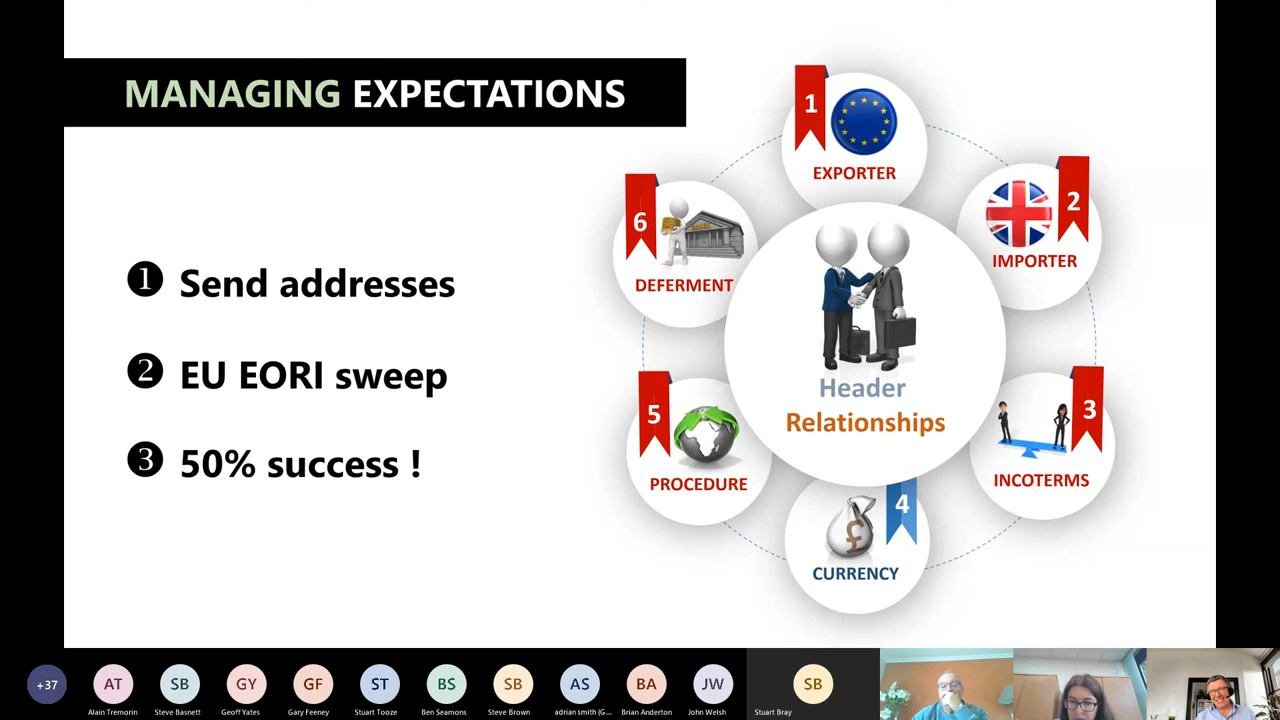 MANAGING EXPECTATIONS
❶ Send addresses
❷ EU EORI sweep
❸ 50% success !
1
EXPORTER
2
IMPORTER
3
INCOTERMS
4
CURRENCY
5
PROCEDURE
6
DEFERMENT
Header
Relationships
+37
AT
Alain Tremorin
SB
Steve Basnett
GY
Geoff Yates
GF
Gary Feeney
ST
Stuart Tooze
BS
Ben Seamons
SB
Steve Brown
AS
adrian smith (G...
BA
Brian Anderton
JW
John Welsh
SB
Stuart Bray